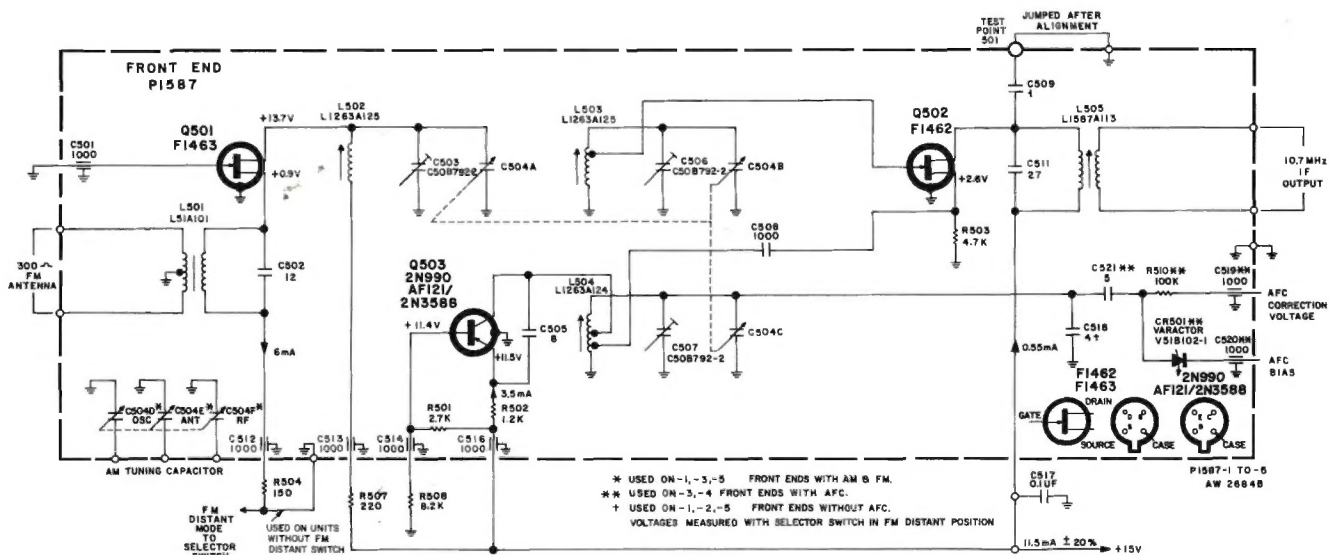 TEST
POINT
501
JUMPED AFTER
ALIGNMENT
FRONT END
P1587
C501
1000
Q501
F1463
+13.7V
+0.9V
L502
L1263A125
C503
C50B792-2
C504A
L503
L1263A125
C506
C50B792-2
C504B
Q502
F1462
+2.6V
C509
1
C511
27
L505
L1587A113
10.7MHz
IF
OUTPUT
L501
L51A101
300
FM
ANTENNA
C502
12
6mA
C508
1000
R503
4.7K
Q503
2N990
AF121/
2N3588
+11.4V
+11.5V
C505
8
L504
L1263A124
C507
C50B792-2
C504C
3.5mA
R501
2.7K
R502
1.2K
C518
4+
0.55mA
C521**
5
R510**
100K
C519**
1000
AFC
CORRECTION
VOLTAGE
CR501**
VARACTOR
V51B102-1
C520**
1000
AFC
BIAS
C504D*
OSC
C504E*
ANT
C504F*
RF
AM TUNING CAPACITOR
C512
1000
C513
1000
C514
1000
C516
1000
F1462
F1463
GATE
DRAIN
SOURCE
CASE
2N990
AF121/2N3588
CASE
P1587-1 TO-6
AW 2684B
R504
150
FM
DISTANT
MODE
TO
SELECTOR
USED ON UNITS
WITHOUT FM
DISTANT SWITCH
R507
220
R508
8.2K
* USED ON-1,-3,-5 FRONT ENDS WITH AM & FM.
** USED ON-3,-4 FRONT ENDS WITH AFC.
+ USED ON-1,-2,-5 FRONT ENDS WITHOUT AFC.
VOLTAGES MEASURED WITH SELECTOR SWITCH IN FM DISTANT POSITION
C517
0.1UF
11.5mA ± 20%
+15V